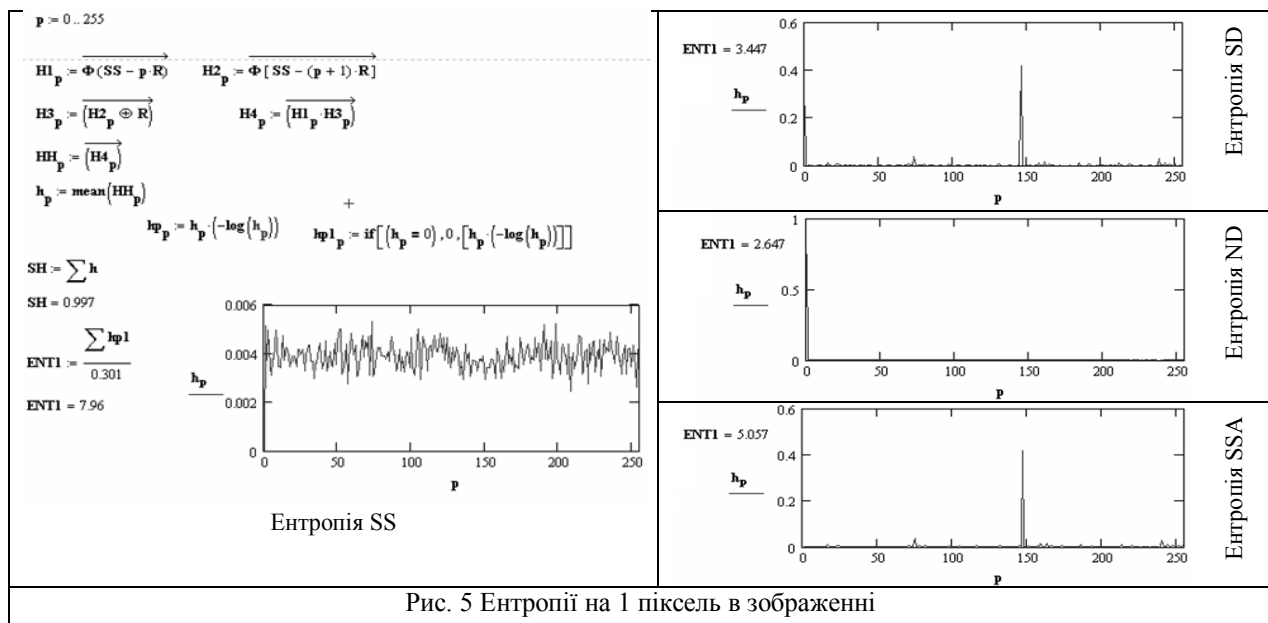 p := 0 .. 255
H1p := Φ(SS − p·R) H2p := Φ[SS − (p + 1)·R]
H3p := (H2p ⊕ R) H4p := (H1p·H3p)
HHp := (H4p)
hp := mean(HHp)
+
hpp := hp·(−log(hp)) hp1p := if[(hp = 0), 0, [hp·(−log(hp))]]
SH := ∑ h
SH = 0.997
ENT1 := ∑ hp1 / 0.301
ENT1 = 7.96
0.006
0.004
hp
0.002
0
0 50 100 150 200 250
p
Ентропія SS
0.6
ENT1 = 3.447
0.4
hp
0.2
0
0 50 100 150 200 250
p
Ентропія SD
1
ENT1 = 2.647
hp
0.5
0
0 50 100 150 200 250
p
Ентропія ND
0.6
ENT1 = 5.057
0.4
hp
0.2
0
0 50 100 150 200 250
p
Ентропія SSA
Рис. 5 Ентропії на 1 піксель в зображенні